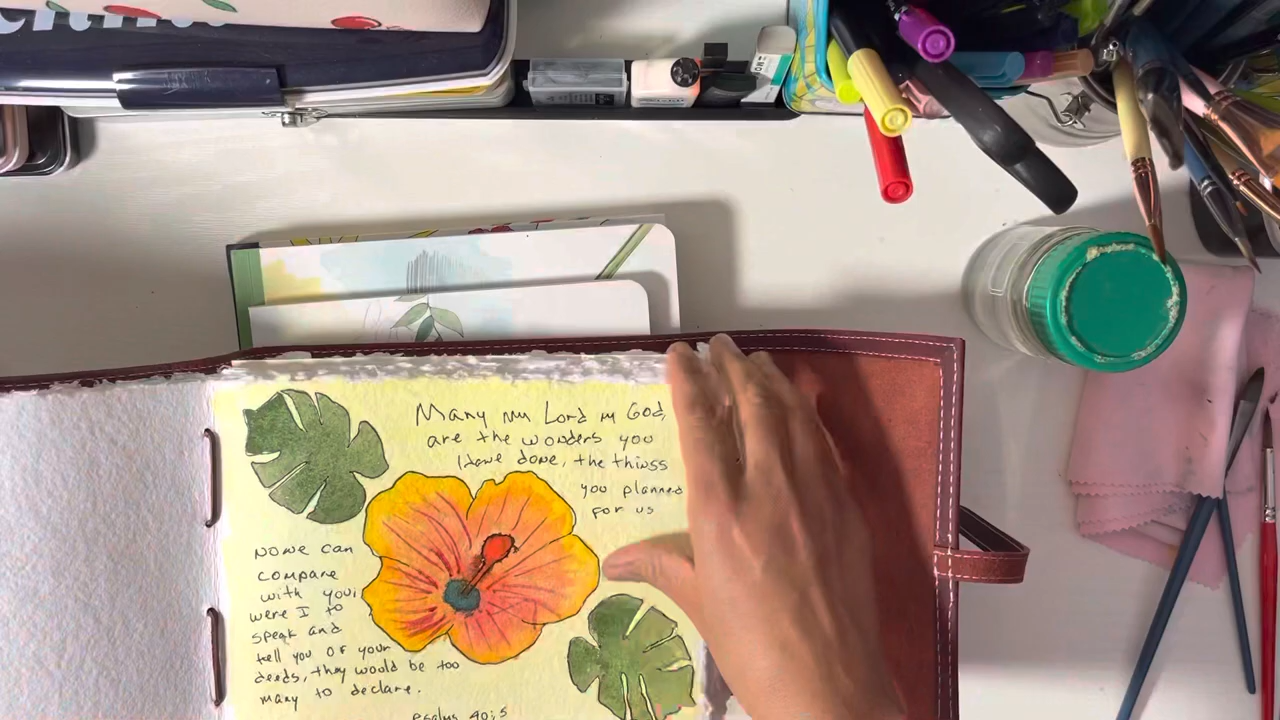 Many my Lord my God,
are the wonders you
Have done, the things
you planned
for us
NOWE can
compare
with you;
were I to
speak and
tell you OF your
deeds, they would be too
many to declare.
Psalms 40:5